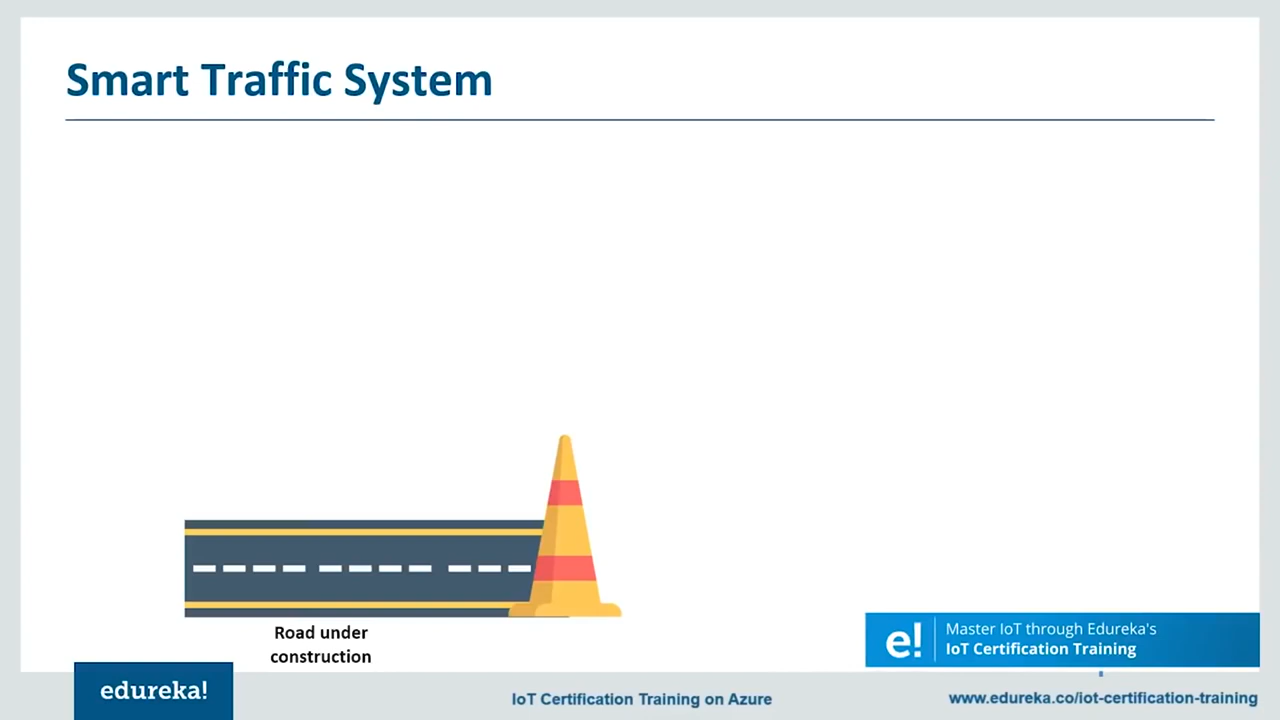 Smart Traffic System
Road under
construction
e! Master IoT through Edureka's
IoT Certification Training
edureka!
IoT Certification Training on Azure
www.edureka.co/iot-certification-training